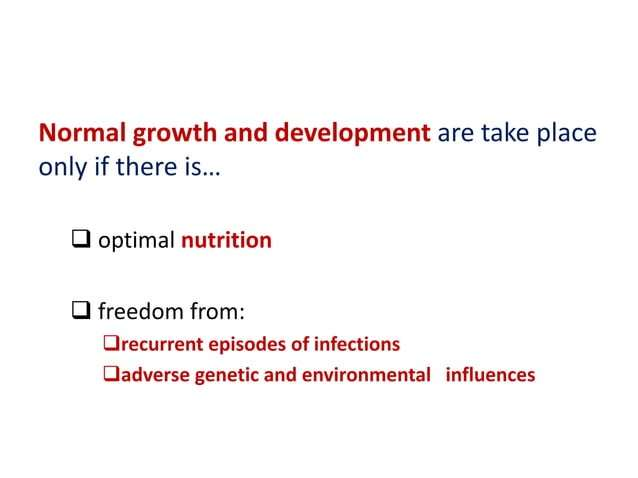 Normal growth and development are take place
only if there is…
❑ optimal nutrition
❑ freedom from:
❑recurrent episodes of infections
❑adverse genetic and environmental influences